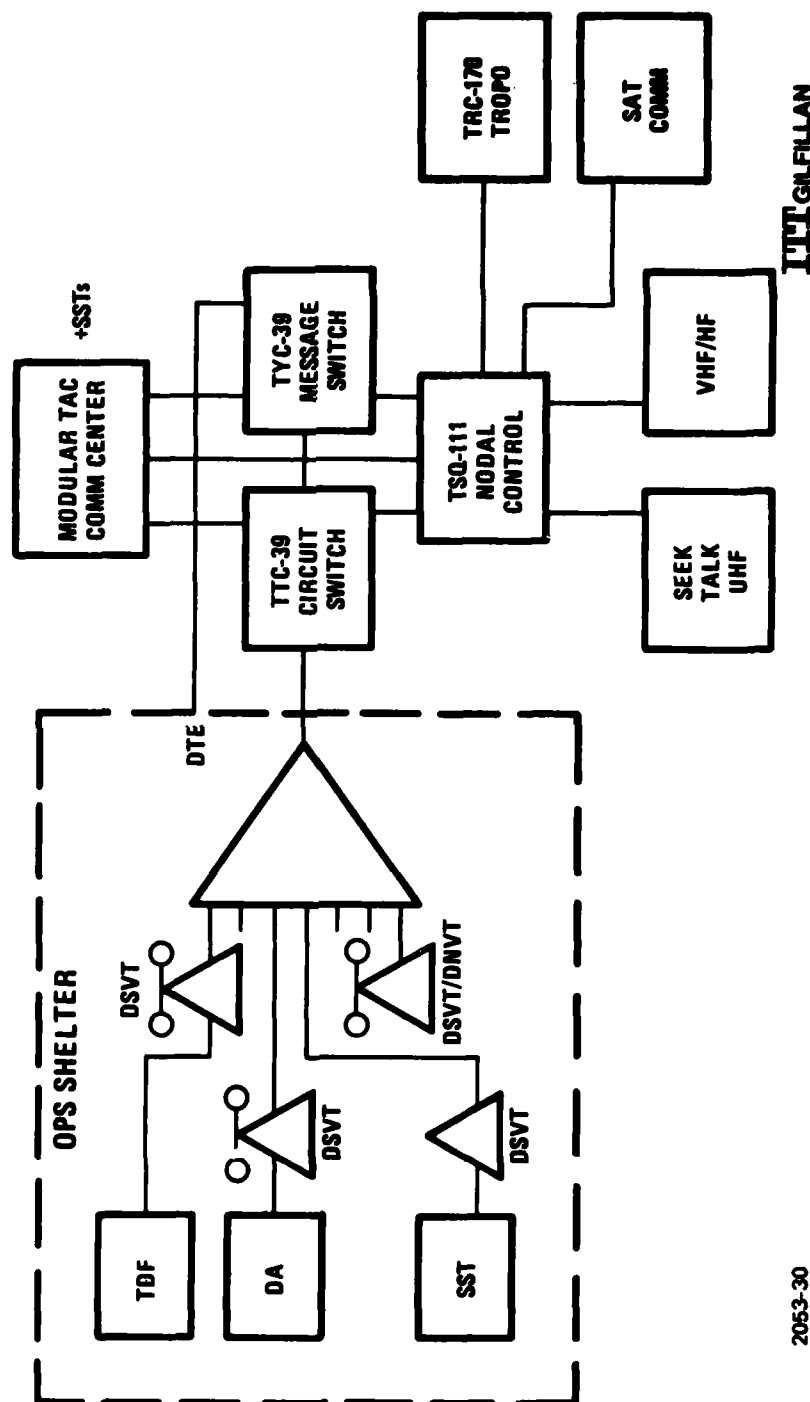 OPS SHELTER
TDF
DSVT
DA
DSVT
SST
DSVT
DSVT/DNVT
DTE
MODULAR TAC
COMM CENTER
+SSTs
TTC-39
CIRCUIT
SWITCH
TYC-39
MESSAGE
SWITCH
TSQ-111
NODAL
CONTROL
TRC-170
TROPO
SAT
COMM
SEEK
TALK
UHF
VHF/HF
2053-30
ITT GILFILLAN